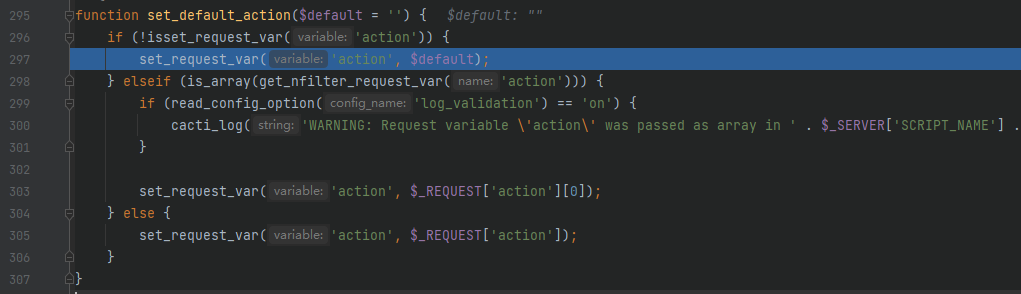 295 function set_default_action($default = '') { $default: ""
296 if (!isset_request_var( variable: 'action')) {
297 set_request_var( variable: 'action', $default);
298 } elseif (is_array(get_nfilter_request_var( name: 'action'))) {
299 if (read_config_option( config_name: 'log_validation') == 'on') {
300 cacti_log( string: 'WARNING: Request variable \'action\' was passed as array in ' . $_SERVER['SCRIPT_NAME'] .
301 }
302
303 set_request_var( variable: 'action', $_REQUEST['action'][0]);
304 } else {
305 set_request_var( variable: 'action', $_REQUEST['action']);
306 }
307 }